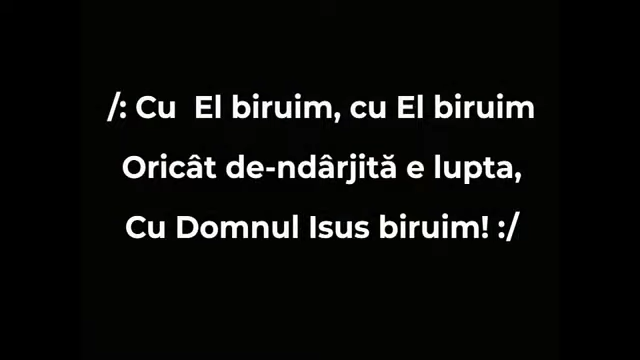 /: Cu  El biruim, cu El biruim
Oricât de-ndârjită e lupta,
Cu Domnul Isus biruim! :/